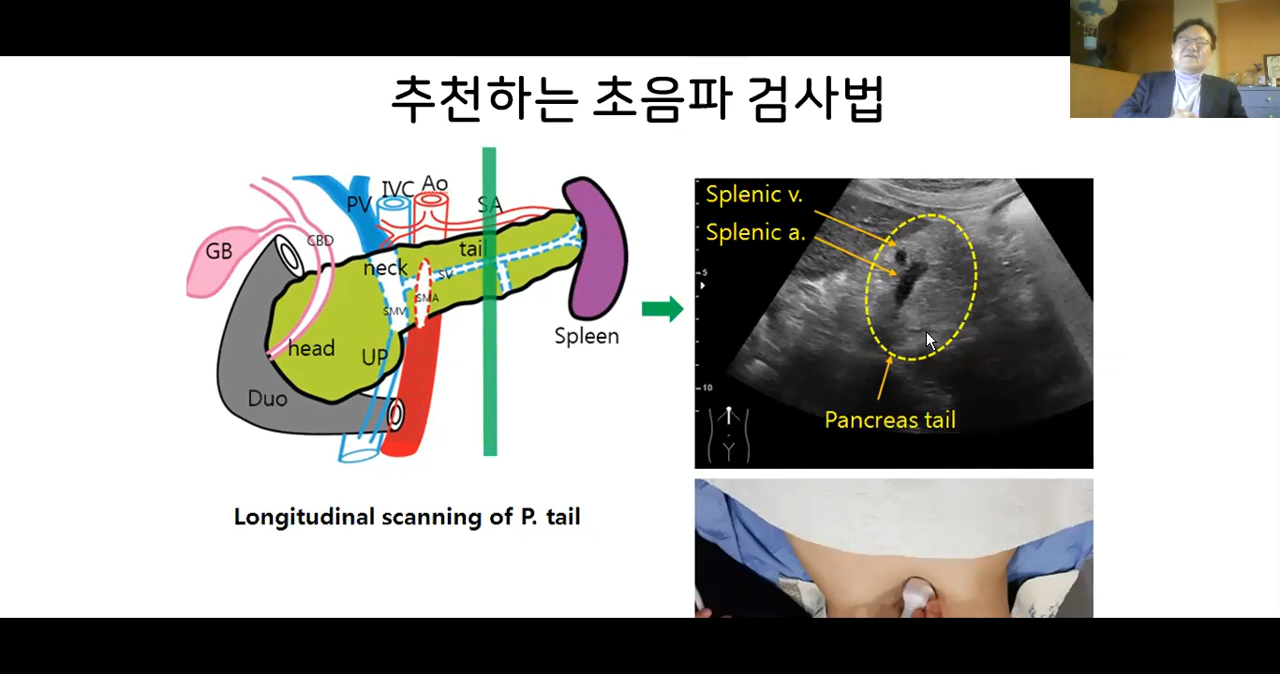 추천하는 초음파 검사법
PV
IVC
Ao
SA
GB
CBD
neck
tail
SV
SMA
SMV
head
UP
Duo
Spleen
Longitudinal scanning of P. tail
Splenic v.
Splenic a.
5
10
Pancreas tail